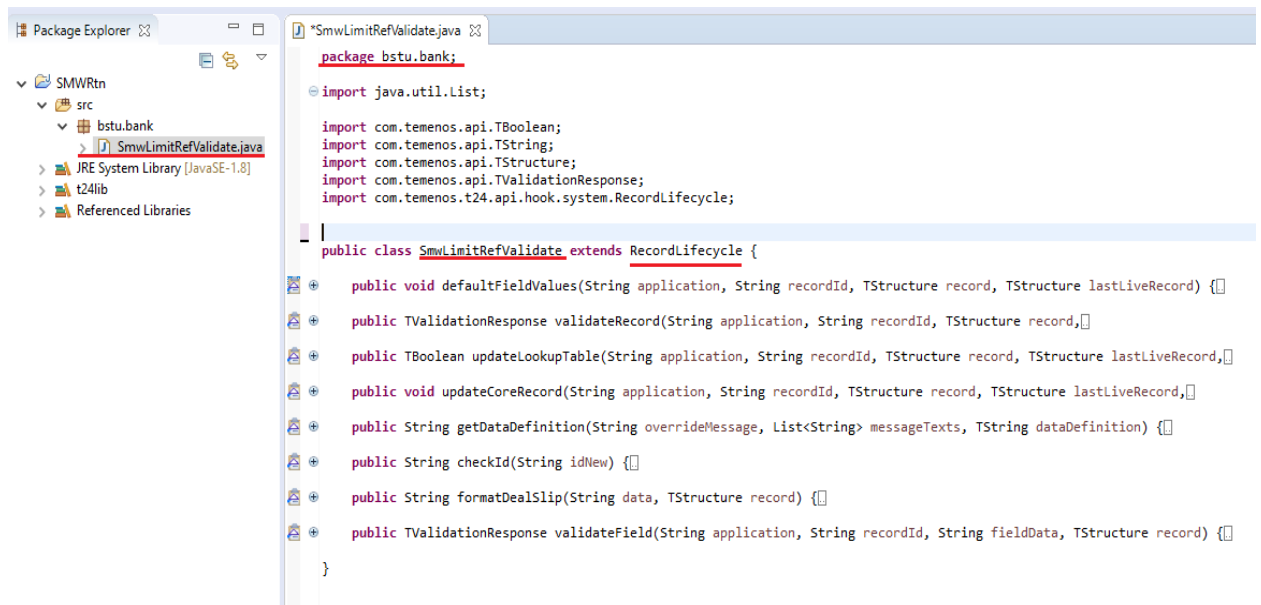 Package Explorer
SMWRtn
src
bstu.bank
SmwLimitRefValidate.java
JRE System Library [JavaSE-1.8]
t24lib
Referenced Libraries
*SmwLimitRefValidate.java
package bstu.bank;
import java.util.List;
import com.temenos.api.TBoolean;
import com.temenos.api.TString;
import com.temenos.api.TStructure;
import com.temenos.api.TValidationResponse;
import com.temenos.t24.api.hook.system.RecordLifecycle;
public class SmwLimitRefValidate extends RecordLifecycle {
public void defaultFieldValues(String application, String recordId, TStructure record, TStructure lastLiveRecord) {
public TValidationResponse validateRecord(String application, String recordId, TStructure record,
public TBoolean updateLookupTable(String application, String recordId, TStructure record, TStructure lastLiveRecord,
public void updateCoreRecord(String application, String recordId, TStructure record, TStructure lastLiveRecord,
public String getDataDefinition(String overrideMessage, List<String> messageTexts, TString dataDefinition) {
public String checkId(String idNew) {
public String formatDealSlip(String data, TStructure record) {
public TValidationResponse validateField(String application, String recordId, String fieldData, TStructure record) {
}